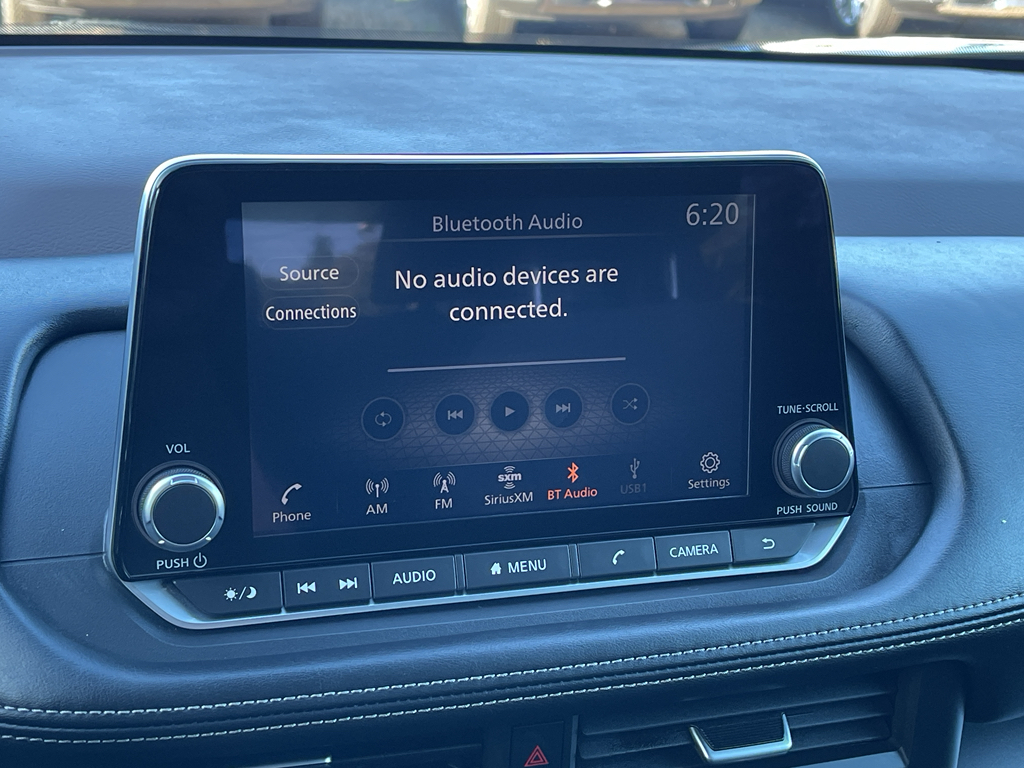 Bluetooth Audio
6:20
Source
No audio devices are
connected.
Connections
TUNE·SCROLL
VOL
Phone
AM
FM
sxm
SiriusXM
BT Audio
USB1
Settings
PUSH SOUND
PUSH
AUDIO
MENU
CAMERA